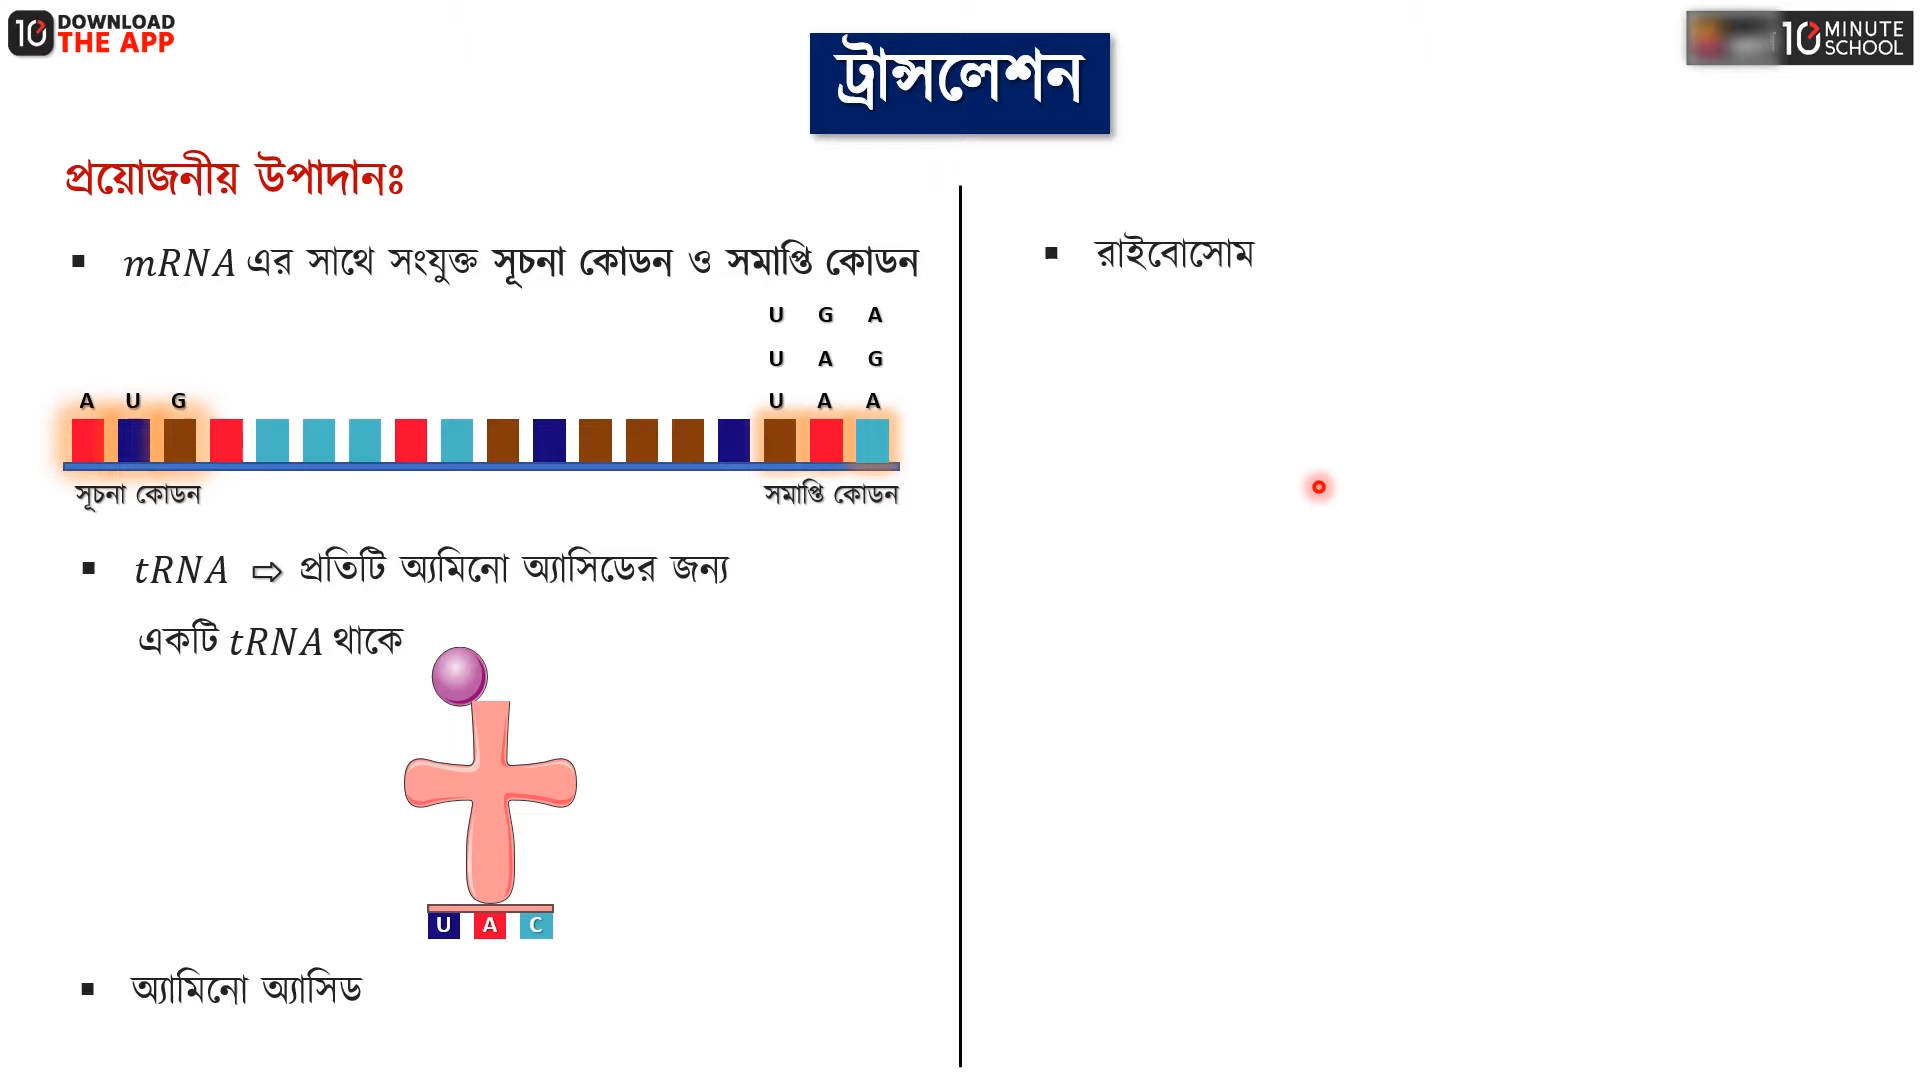 DOWNLOAD
THE APP
10 MINUTE
SCHOOL
ট্রান্সলেশন
প্রয়োজনীয় উপাদানঃ
▪ mRNA এর সাথে সংযুক্ত সূচনা কোডন ও সমাপ্তি কোডন
U G A
U A G
A U G U A A
সূচনা কোডন সমাপ্তি কোডন
▪ tRNA ⇨ প্রতিটি অ্যমিনো অ্যাসিডের জন্য
একটি tRNA থাকে
U A C
▪ অ্যামিনো অ্যাসিড
▪ রাইবোসোম